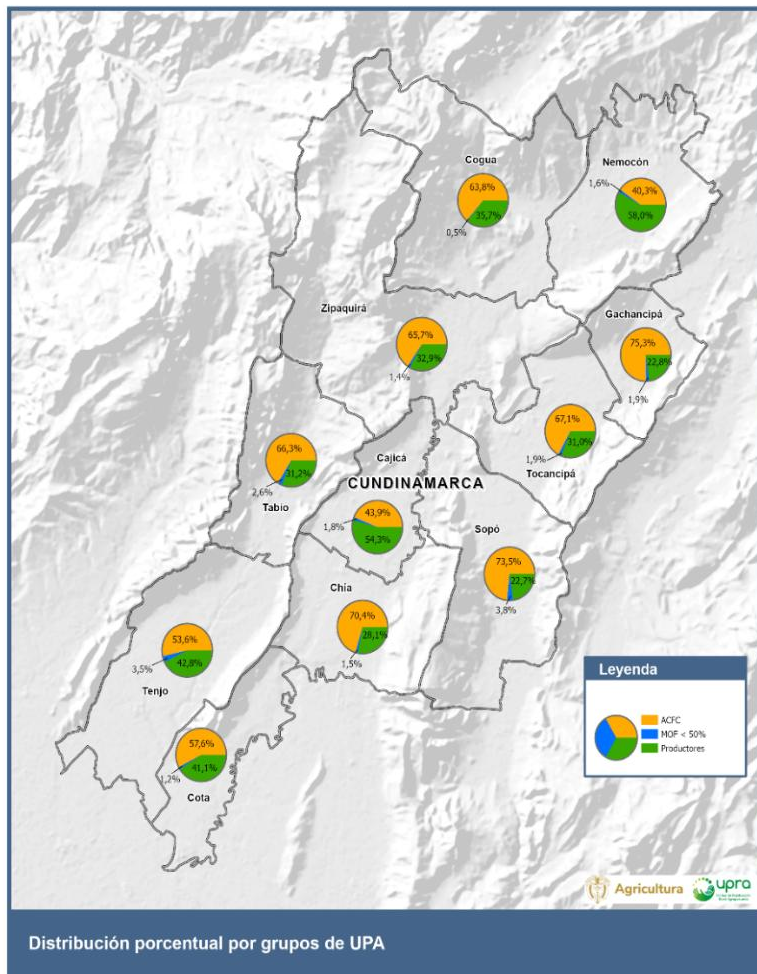 Cogua
63,8%
35,7%
0,5%
Nemocón
1,6%
40,3%
58,0%
Zipaquirá
65,7%
32,9%
1,4%
Gachancipá
75,3%
22,8%
1,9%
67,1%
31,0%
1,9%
Tocancipá
66,3%
31,2%
2,6%
Tabio
Cajicá
CUNDINAMARCA
43,9%
1,8%
54,3%
Sopó
73,5%
22,7%
3,8%
Chía
70,4%
28,1%
1,5%
53,6%
42,8%
3,5%
Tenjo
57,6%
41,1%
1,2%
Cota
Leyenda
ACFC
MOF < 50%
Productores
Agricultura
upra
Distribución porcentual por grupos de UPA